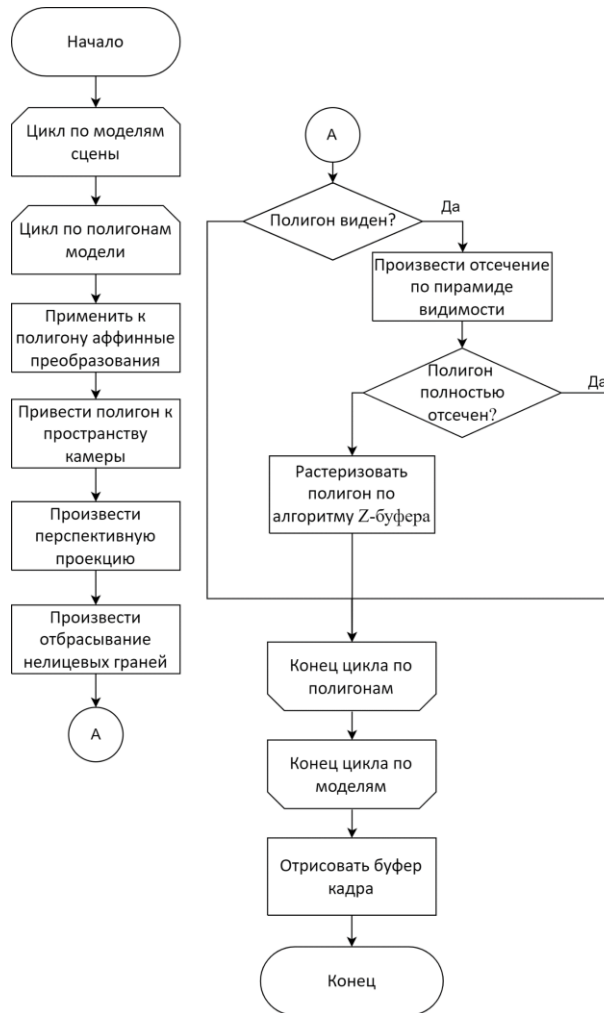 Начало
Цикл по моделям
сцены
Цикл по полигонам
модели
Применить к
полигону аффинные
преобразования
Привести полигон к
пространству
камеры
Произвести
перспективную
проекцию
Произвести
отбрасывание
нелицевых граней
А
А
Полигон виден?
Да
Произвести отсечение
по пирамиде
видимости
Полигон
полностью
отсечен?
Да
Растеризовать
полигон по
алгоритму Z-буфера
Конец цикла по
полигонам
Конец цикла по
моделям
Отрисовать буфер
кадра
Конец